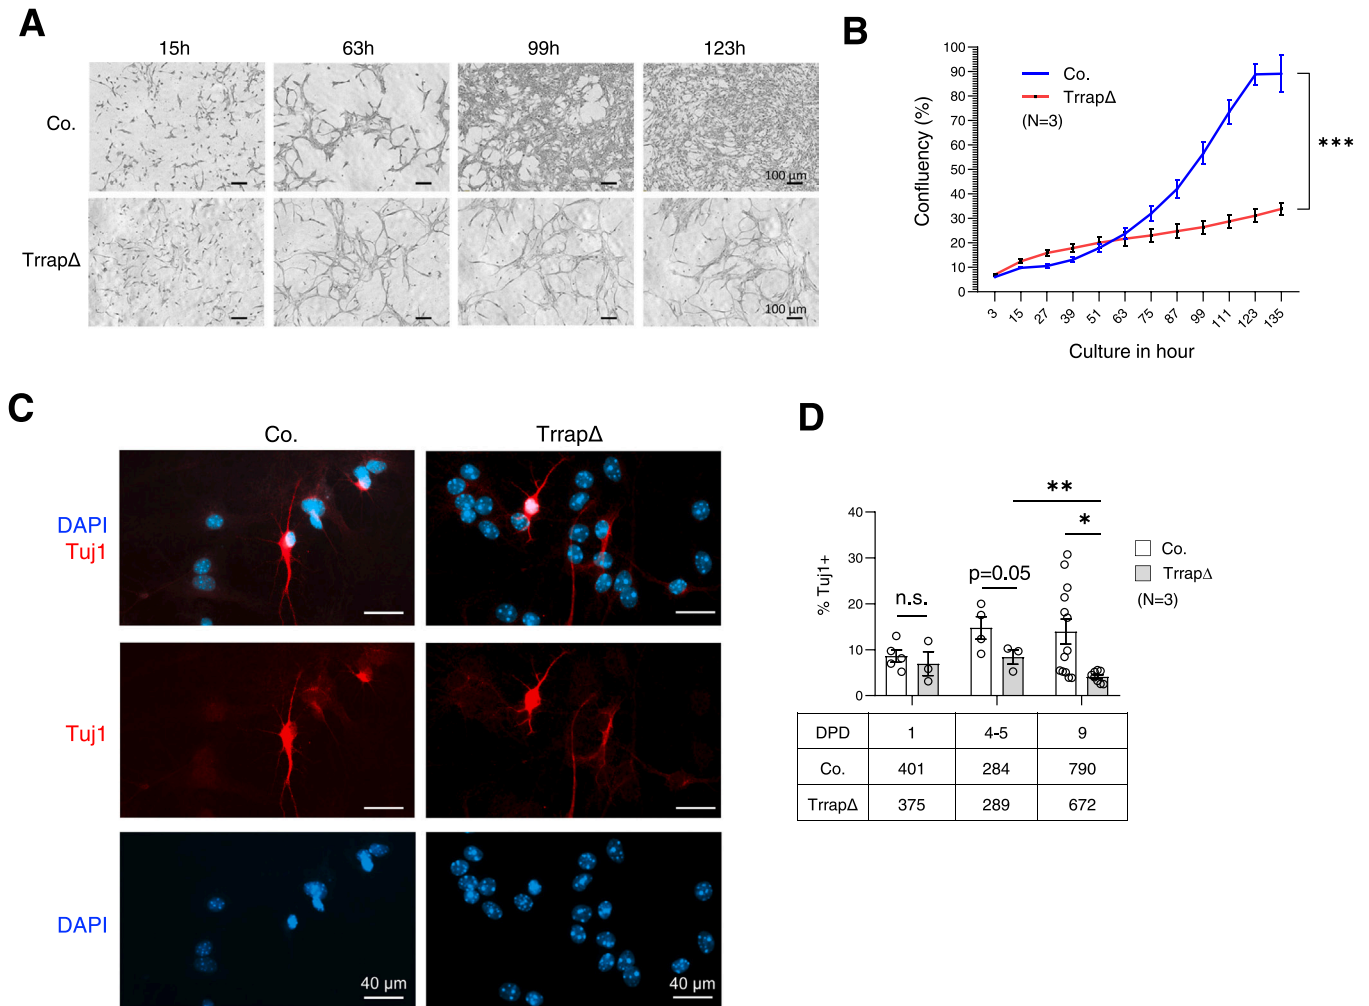 A
15h 63h 99h 123h
Co.
100 µm
TrrapΔ
100 µm
B
100
90
80
70
60
50
40
30
20
10
0
Confluency (%)
Co.
TrrapΔ
(N=3)
***
3 15 27 39 51 63 75 87 99 111 123 135
Culture in hour
C
Co. TrrapΔ
DAPI
Tuj1
Tuj1
DAPI
40 µm 40 µm
D
40
30
20
10
0
% Tuj1+
**
*
p=0.05
n.s.
Co.
TrrapΔ
(N=3)
DPD 1 4-5 9
Co. 401 284 790
TrrapΔ 375 289 672